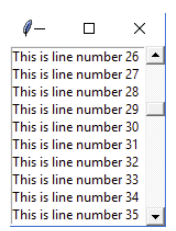 This is line number 26
This is line number 27
This is line number 28
This is line number 29
This is line number 30
This is line number 31
This is line number 32
This is line number 33
This is line number 34
This is line number 35